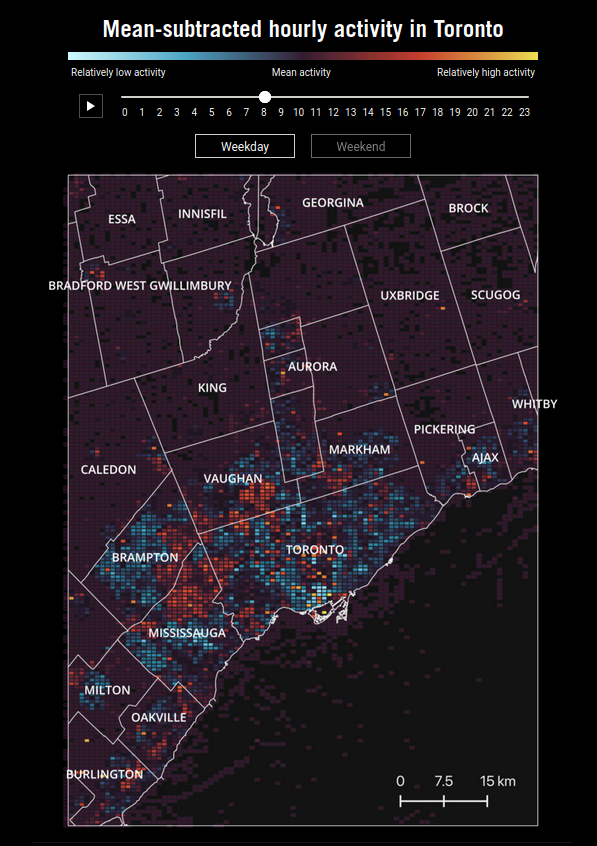 Mean-subtracted hourly activity in Toronto
Relatively low activity Mean activity Relatively high activity
0 1 2 3 4 5 6 7 8 9 10 11 12 13 14 15 16 17 18 19 20 21 22 23
Weekday Weekend
GEORGINA
BROCK
INNISFIL
ESSA
BRADFORD WEST GWILLIMBURY
UXBRIDGE
SCUGOG
AURORA
KING
WHITBY
PICKERING
MARKHAM
AJAX
CALEDON
VAUGHAN
TORONTO
BRAMPTON
MISSISSAUGA
MILTON
OAKVILLE
BURLINGTON
0 7.5 15 km